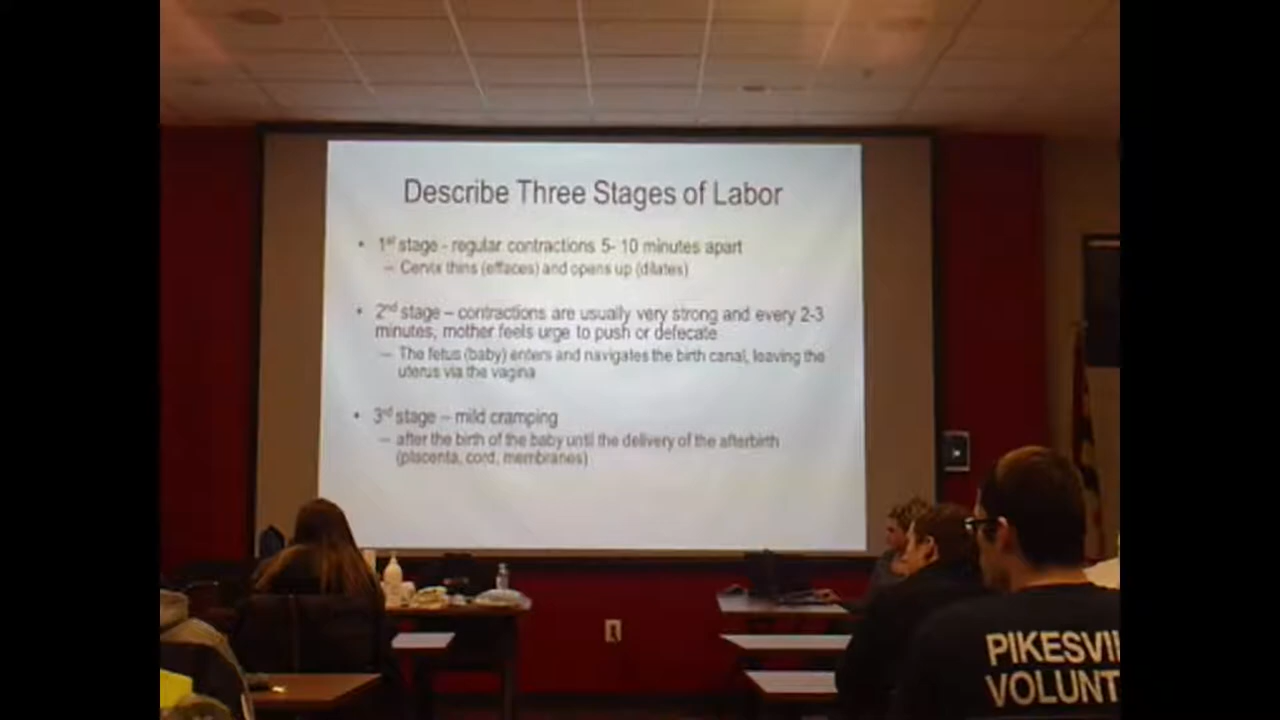 Describe Three Stages of Labor
• 1st stage - regular contractions 5- 10 minutes apart
– Cervix thins (effaces) and opens up (dilates)
• 2nd stage – contractions are usually very strong and every 2-3
minutes; mother feels urge to push or defecate
– The fetus (baby) enters and navigates the birth canal, leaving the
uterus via the vagina
• 3rd stage – mild cramping
– after the birth of the baby until the delivery of the afterbirth
(placenta, cord, membranes)
PIKESVI
VOLUNT